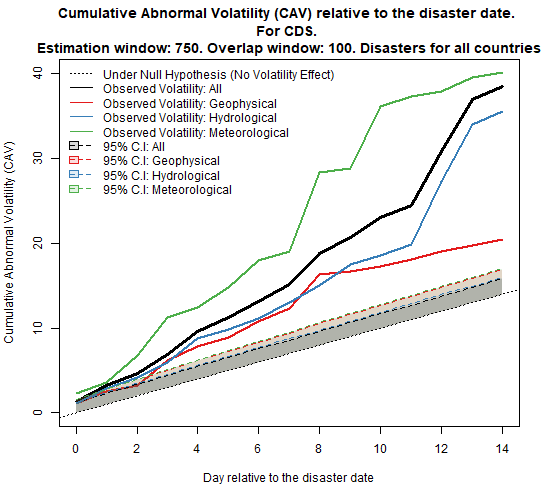 Cumulative Abnormal Volatility (CAV) relative to the disaster date.
For CDS.
Estimation window: 750. Overlap window: 100. Disasters for all countries
Under Null Hypothesis (No Volatility Effect)
Observed Volatility: All
Observed Volatility: Geophysical
Observed Volatility: Hydrological
Observed Volatility: Meteorological
95% C.I: All
95% C.I: Geophysical
95% C.I: Hydrological
95% C.I: Meteorological
Cumulative Abnormal Volatility (CAV)
40
30
20
10
0
0 2 4 6 8 10 12 14
Day relative to the disaster date